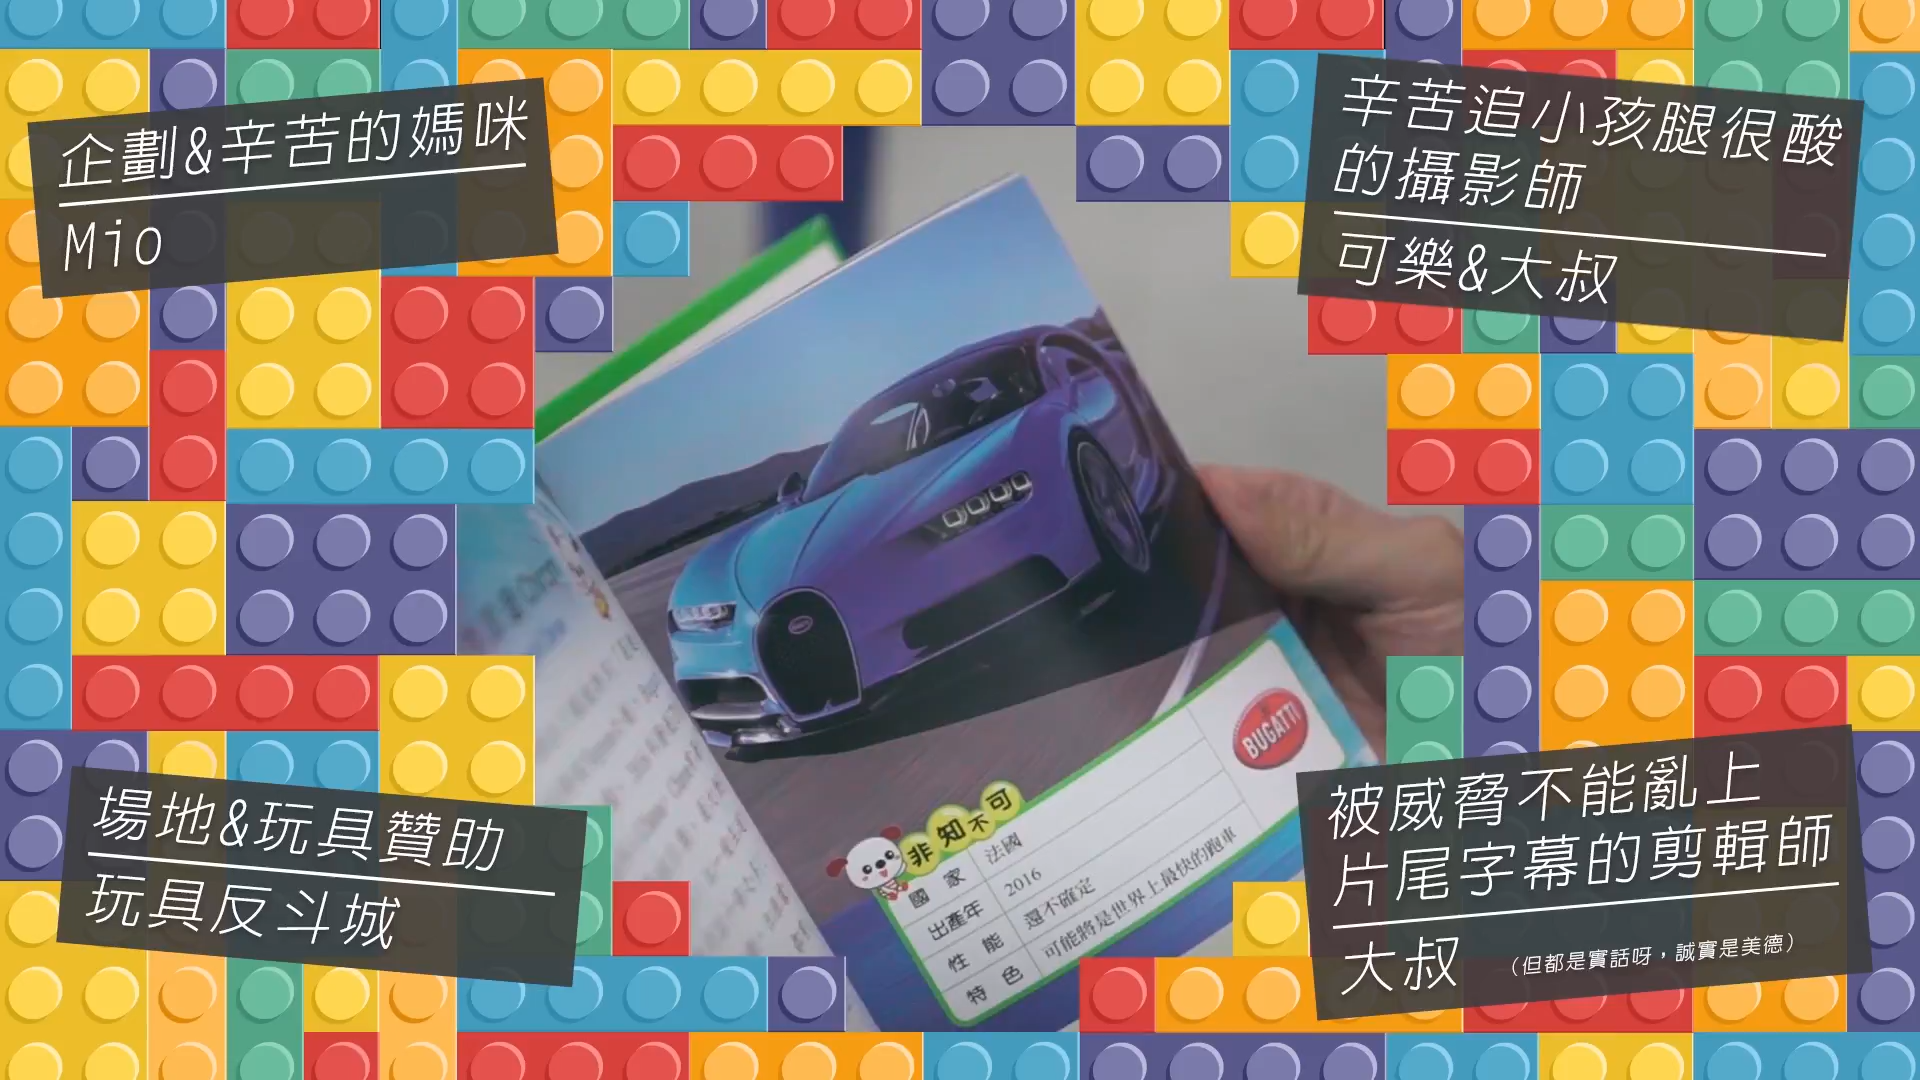 企劃&辛苦的媽咪
Mio
辛苦追小孩腿很酸
的攝影師
可樂&大叔
場地&玩具贊助
玩具反斗城
被威脅不能亂上
片尾字幕的剪輯師
大叔 （但都是實話呀，誠實是美德）
BUGATTI
非知不可
國家 法國
出產年 2016
性能 還不確定
特色 可能將是世界上最快的跑車